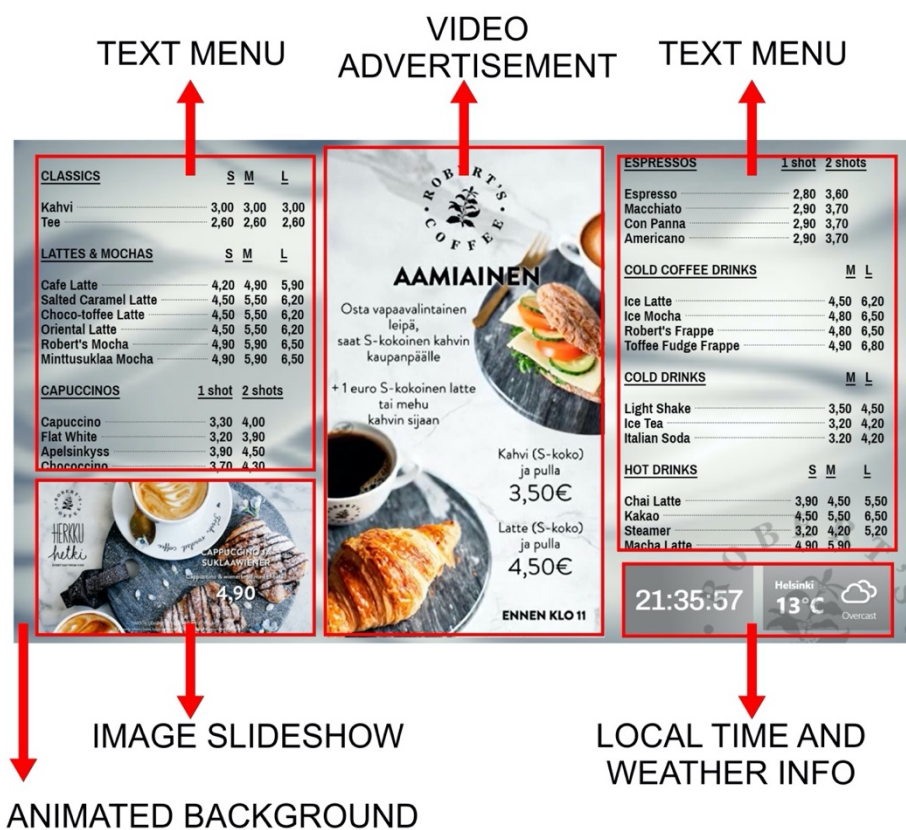 TEXT MENU
VIDEO
ADVERTISEMENT
TEXT MENU
CLASSICS S M L
Kahvi 3,00 3,00 3,00
Tee 2,60 2,60 2,60
LATTES & MOCHAS S M L
Cafe Latte 4,20 4,90 5,90
Salted Caramel Latte 4,50 5,50 6,20
Choco-toffee Latte 4,50 5,50 6,20
Oriental Latte 4,50 5,50 6,20
Robert's Mocha 4,90 5,90 6,50
Minttusuklaa Mocha 4,90 5,90 6,50
CAPUCCINOS 1 shot 2 shots
Capuccino 3,30 4,00
Flat White 3,20 3,90
Apelsinkyss 3,90 4,50
Chococcino 3,70 4,30
ROBERT'S
COFFEE
HERKKU
hetki
CAPPUCCINO JA
SUKLAAWIENER
4,90
ROBERT'S
COFFEE
AAMIAINEN
Osta vapaavalintainen
leipä,
saat S-kokoinen kahvin
kaupanpäälle
+ 1 euro S-kokoinen latte
tai mehu
kahvin sijaan
Kahvi (S-koko)
ja pulla
3,50€
Latte (S-koko)
ja pulla
4,50€
ENNEN KLO 11
ESPRESSOS 1 shot 2 shots
Espresso 2,80 3,60
Macchiato 2,90 3,70
Con Panna 2,90 3,70
Americano 2,90 3,70
COLD COFFEE DRINKS M L
Ice Latte 4,50 6,20
Ice Mocha 4,80 6,50
Robert's Frappe 4,80 6,50
Toffee Fudge Frappe 4,90 6,80
COLD DRINKS M L
Light Shake 3,50 4,50
Ice Tea 3,20 4,20
Italian Soda 3.20 4,20
HOT DRINKS S M L
Chai Latte 3,90 4,50 5,50
Kakao 4,50 5,50 6,50
Steamer 3,20 4,20 5,20
Macha Latte 4,90 5,90
21:35:57
Helsinki
13°C
Overcast
IMAGE SLIDESHOW
LOCAL TIME AND
WEATHER INFO
ANIMATED BACKGROUND